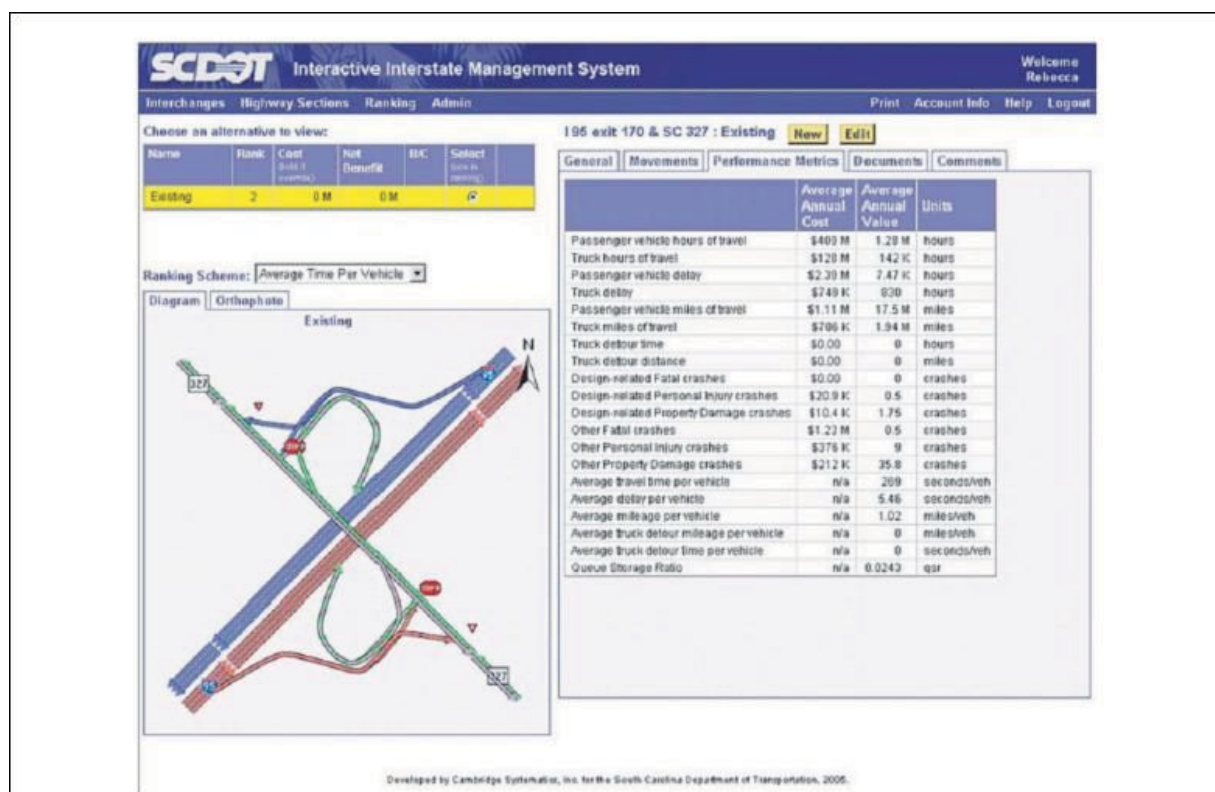 SCDOT Interactive Interstate Management System
Welcome
Rebecca
Interchanges Highway Sections Ranking Admin
Print Account Info Help Logout
Choose an alternative to view:
Name Rank Cost Net Benefit B/C Select
Existing 2 0 M 0 M
Ranking Scheme: Average Time Per Vehicle
Diagram Orthophoto
Existing
N
327
95
STOP
STOP
95
327
I 95 exit 170 & SC 327 : Existing New Edit
General Movements Performance Metrics Documents Comments
Average Annual Cost Average Annual Value Units
Passenger vehicle hours of travel $409 M 1.28 M hours
Truck hours of travel $128 M 142 K hours
Passenger vehicle delay $2.39 M 7.47 K hours
Truck delay $749 K 830 hours
Passenger vehicle miles of travel $1.11 M 17.5 M miles
Truck miles of travel $706 K 1.94 M miles
Truck detour time $0.00 0 hours
Truck detour distance $0.00 0 miles
Design-related Fatal crashes $0.00 0 crashes
Design-related Personal Injury crashes $20.9 K 0.5 crashes
Design-related Property Damage crashes $10.4 K 1.75 crashes
Other Fatal crashes $1.23 M 0.5 crashes
Other Personal Injury crashes $376 K 9 crashes
Other Property Damage crashes $212 K 35.8 crashes
Average travel time per vehicle n/a 269 seconds/veh
Average delay per vehicle n/a 5.46 seconds/veh
Average mileage per vehicle n/a 1.02 miles/veh
Average truck detour mileage per vehicle n/a 0 miles/veh
Average truck detour time per vehicle n/a 0 seconds/veh
Queue Storage Ratio n/a 0.0243 qsr
Developed by Cambridge Systematics, Inc. for the South Carolina Department of Transportation, 2005.